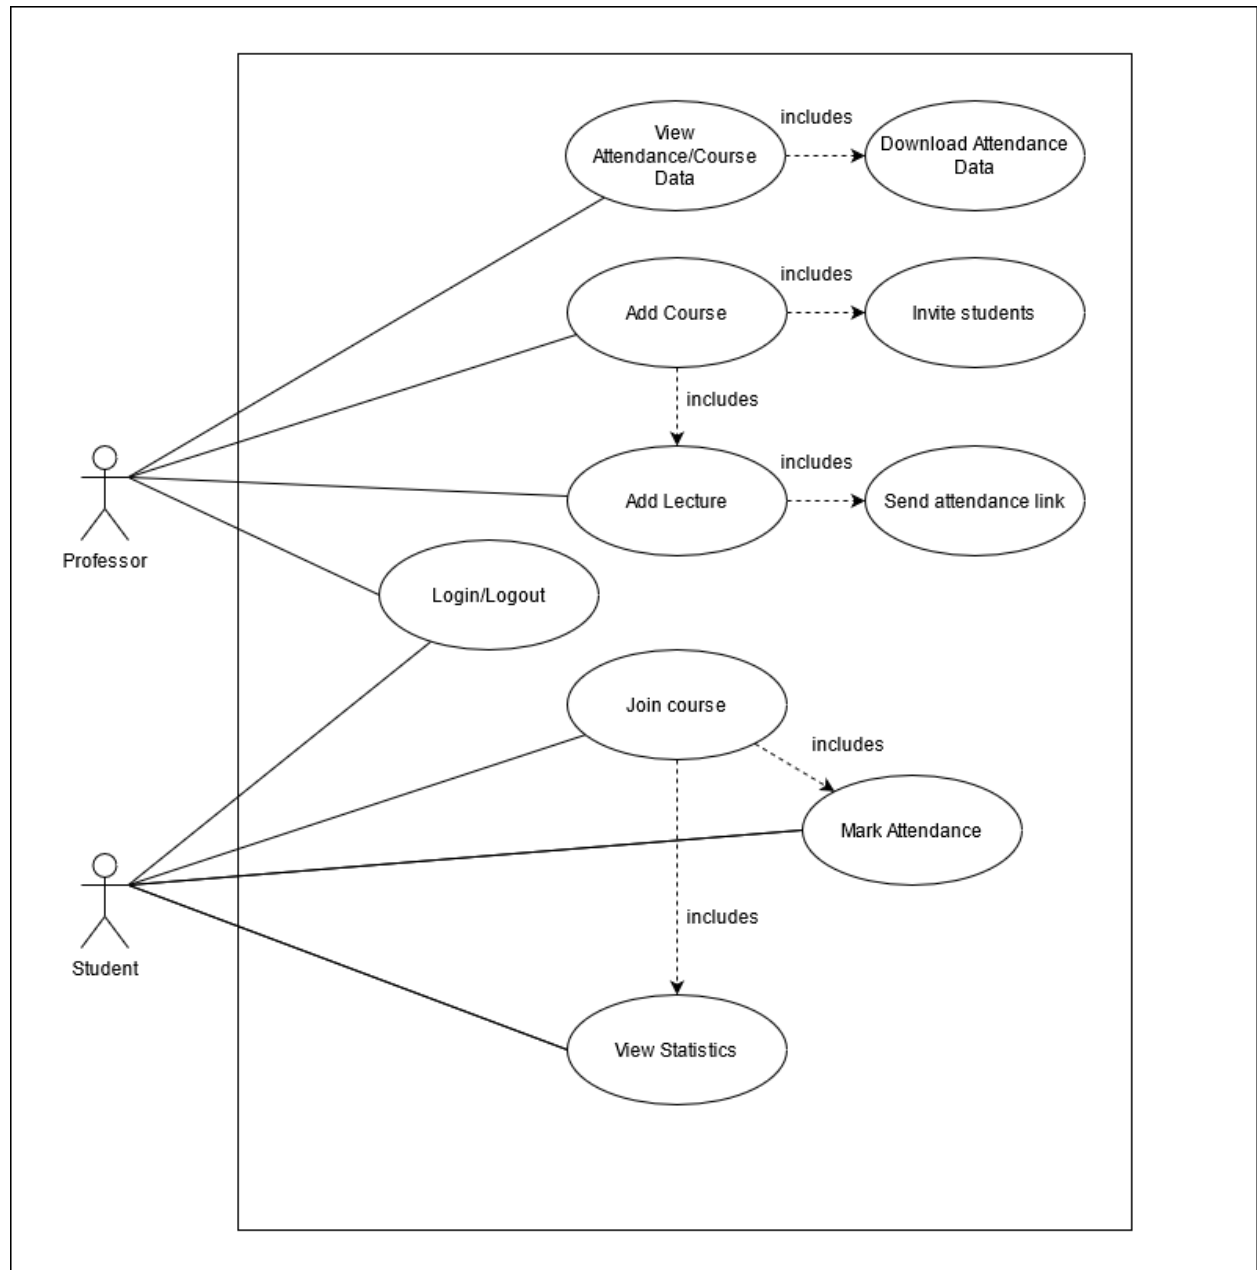 View
Attendance/Course
Data
includes
Download Attendance
Data
Add Course
includes
Invite students
includes
Add Lecture
includes
Send attendance link
Professor
Login/Logout
Join course
includes
Mark Attendance
Student
includes
View Statistics